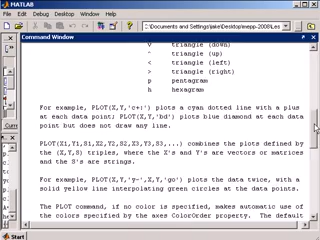 MATLAB
File Edit Debug Desktop Window Help
C:\Documents and Settings\jake\Desktop\wepp-2008\Les
Command Window
v triangle (down)
^ triangle (up)
< triangle (left)
> triangle (right)
p pentagram
h hexagram
For example, PLOT(X,Y,'c+:') plots a cyan dotted line with a plus
at each data point; PLOT(X,Y,'bd') plots blue diamond at each data
point but does not draw any line.
PLOT(X1,Y1,S1,X2,Y2,S2,X3,Y3,S3,...) combines the plots defined by
the (X,Y,S) triples, where the X's and Y's are vectors or matrices
and the S's are strings.
For example, PLOT(X,Y,'y-',X,Y,'go') plots the data twice, with a
solid yellow line interpolating green circles at the data points.
The PLOT command, if no color is specified, makes automatic use of
the colors specified by the axes ColorOrder property. The default
Curr
Start